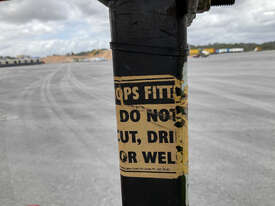 OPS FITT
DO NOT
CUT, DRI
OR WEL